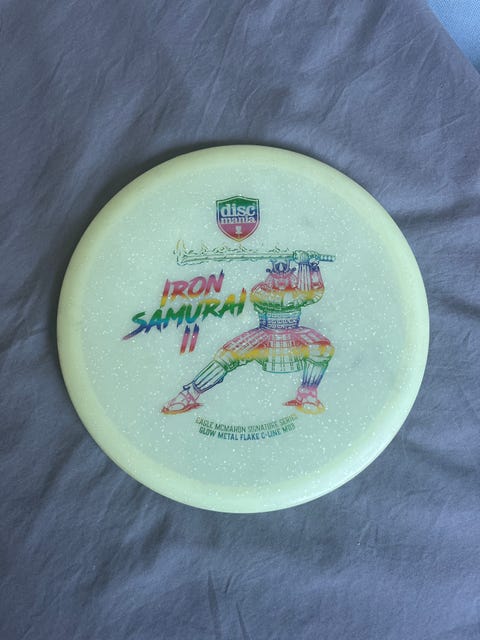 disc
mania
IRON
SAMURAI
II
EAGLE MCMAHON SIGNATURE SERIES
GLOW METAL FLAKE C-LINE MD3